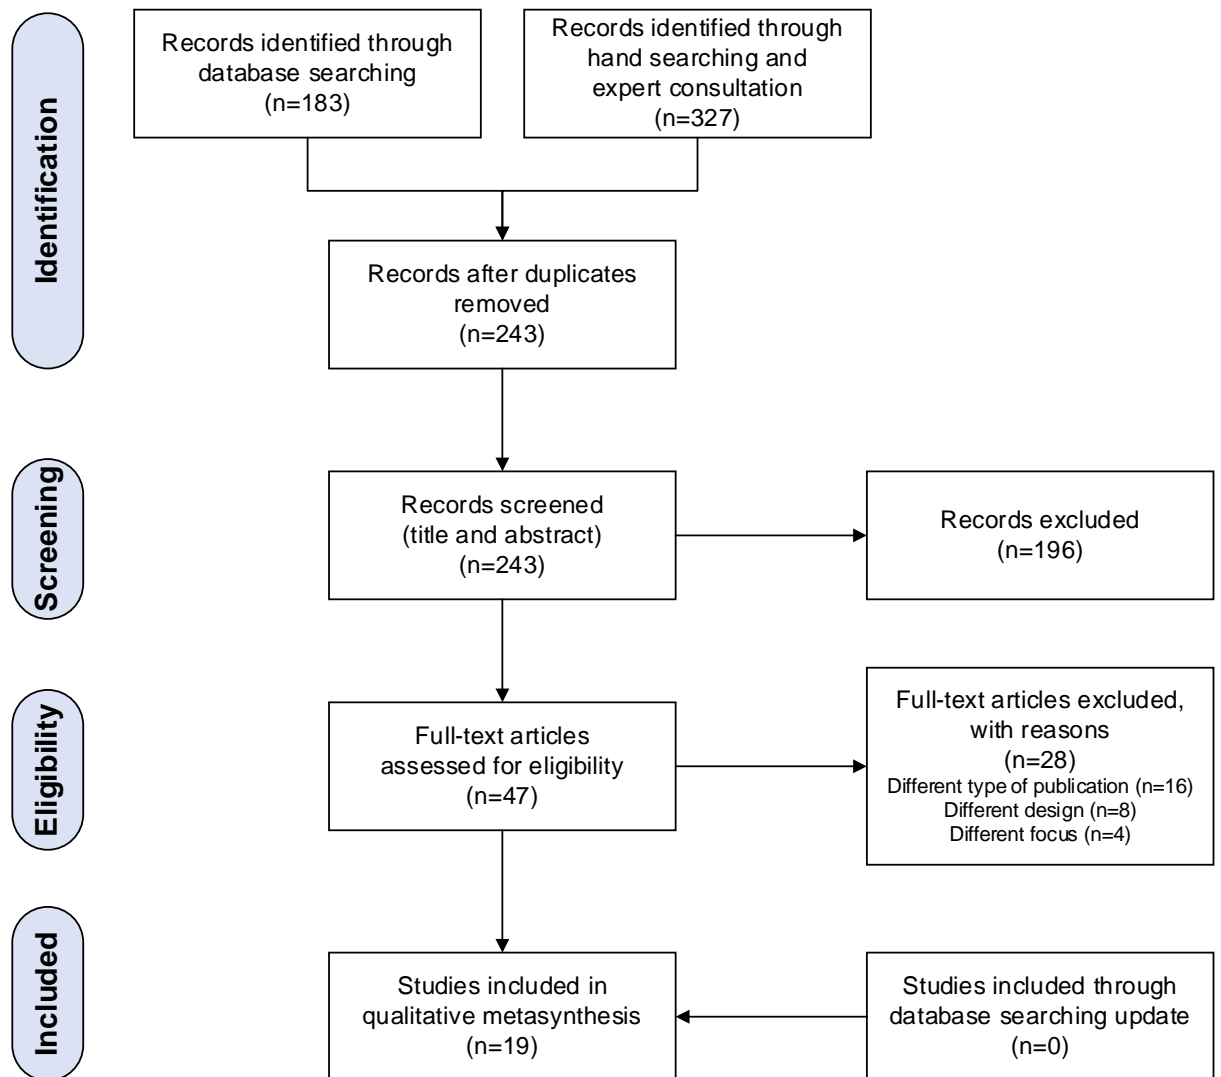 Identification
Records identified through
database searching
(n=183)
Records identified through
hand searching and
expert consultation
(n=327)
Records after duplicates
removed
(n=243)
Screening
Records screened
(title and abstract)
(n=243)
Records excluded
(n=196)
Eligibility
Full-text articles
assessed for eligibility
(n=47)
Full-text articles excluded,
with reasons
(n=28)
Different type of publication (n=16)
Different design (n=8)
Different focus (n=4)
Included
Studies included in
qualitative metasynthesis
(n=19)
Studies included through
database searching update
(n=0)